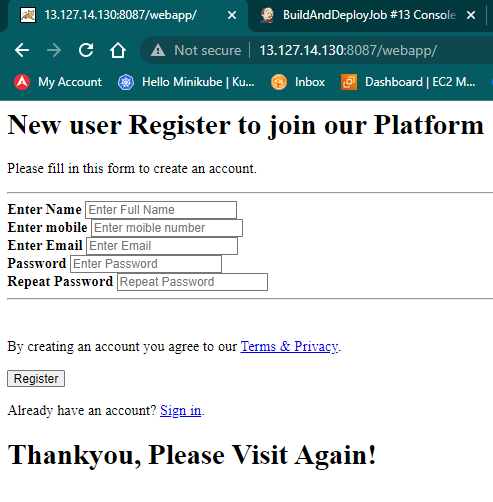 13.127.14.130:8087/webapp/
BuildAndDeployJob #13 Console
Not secure
13.127.14.130:8087/webapp/
My Account
Hello Minikube | Ku...
Inbox
Dashboard | EC2 M...
New user Register to join our Platform
Please fill in this form to create an account.
Enter Name Enter Full Name
Enter mobile Enter moible number
Enter Email Enter Email
Password Enter Password
Repeat Password Repeat Password
By creating an account you agree to our Terms & Privacy.
Register
Already have an account? Sign in.
Thankyou, Please Visit Again!